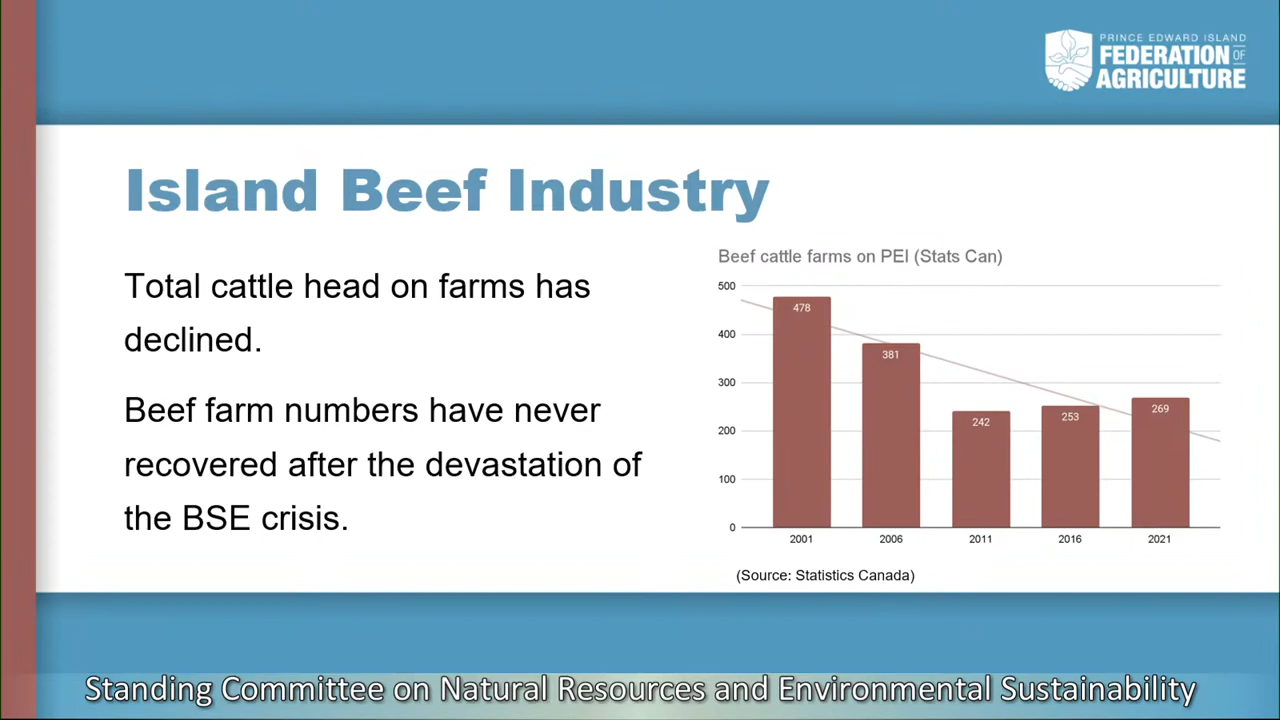 PRINCE EDWARD ISLAND
FEDERATION OF
AGRICULTURE
Island Beef Industry
Total cattle head on farms has
declined.
Beef farm numbers have never
recovered after the devastation of
the BSE crisis.
Beef cattle farms on PEI (Stats Can)
500
400
300
200
100
0
478
381
242
253
269
2001 2006 2011 2016 2021
(Source: Statistics Canada)
Standing Committee on Natural Resources and Environmental Sustainability